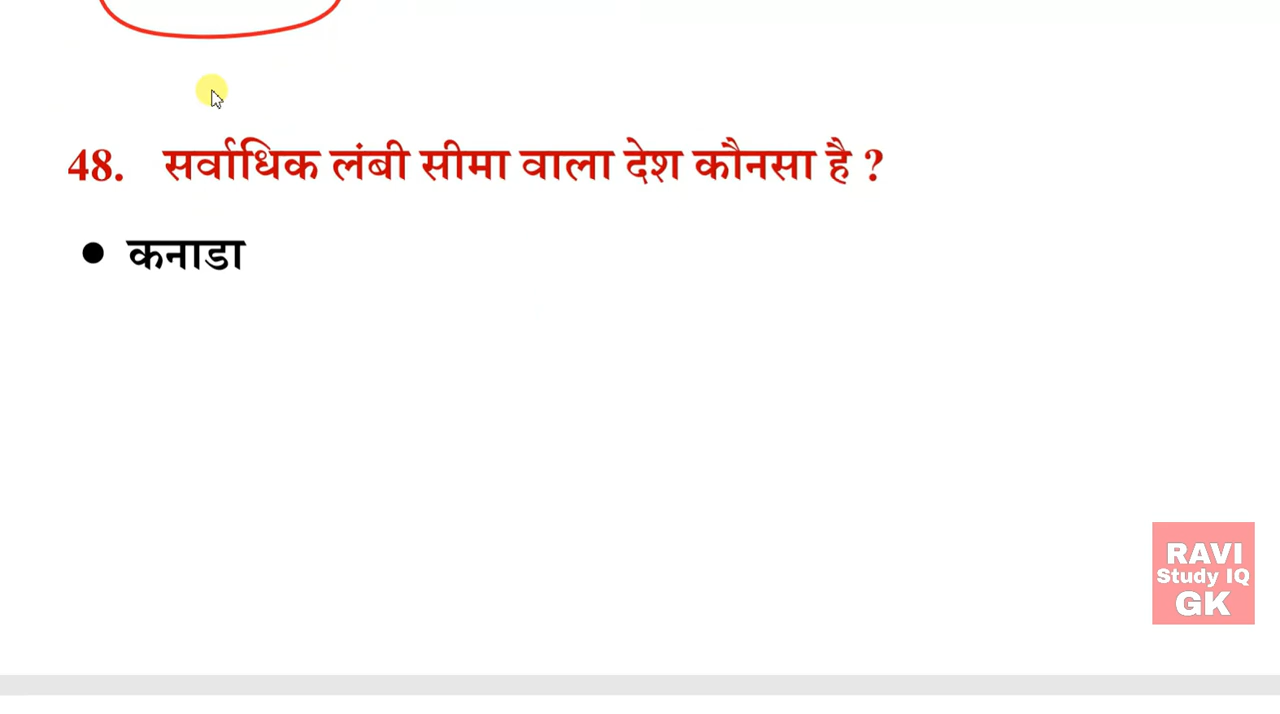 48. सर्वाधिक लंबी सीमा वाला देश कौनसा है ?
● कनाडा
RAVI
Study IQ
GK